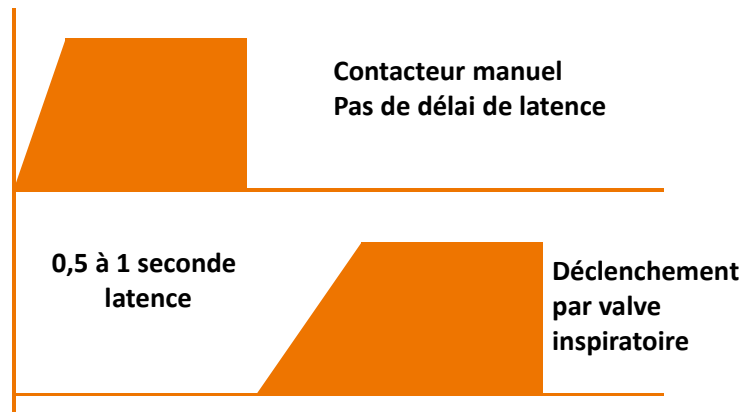 Contacteur manuel
Pas de délai de latence
0,5 à 1 seconde
latence
Déclenchement
par valve
inspiratoire